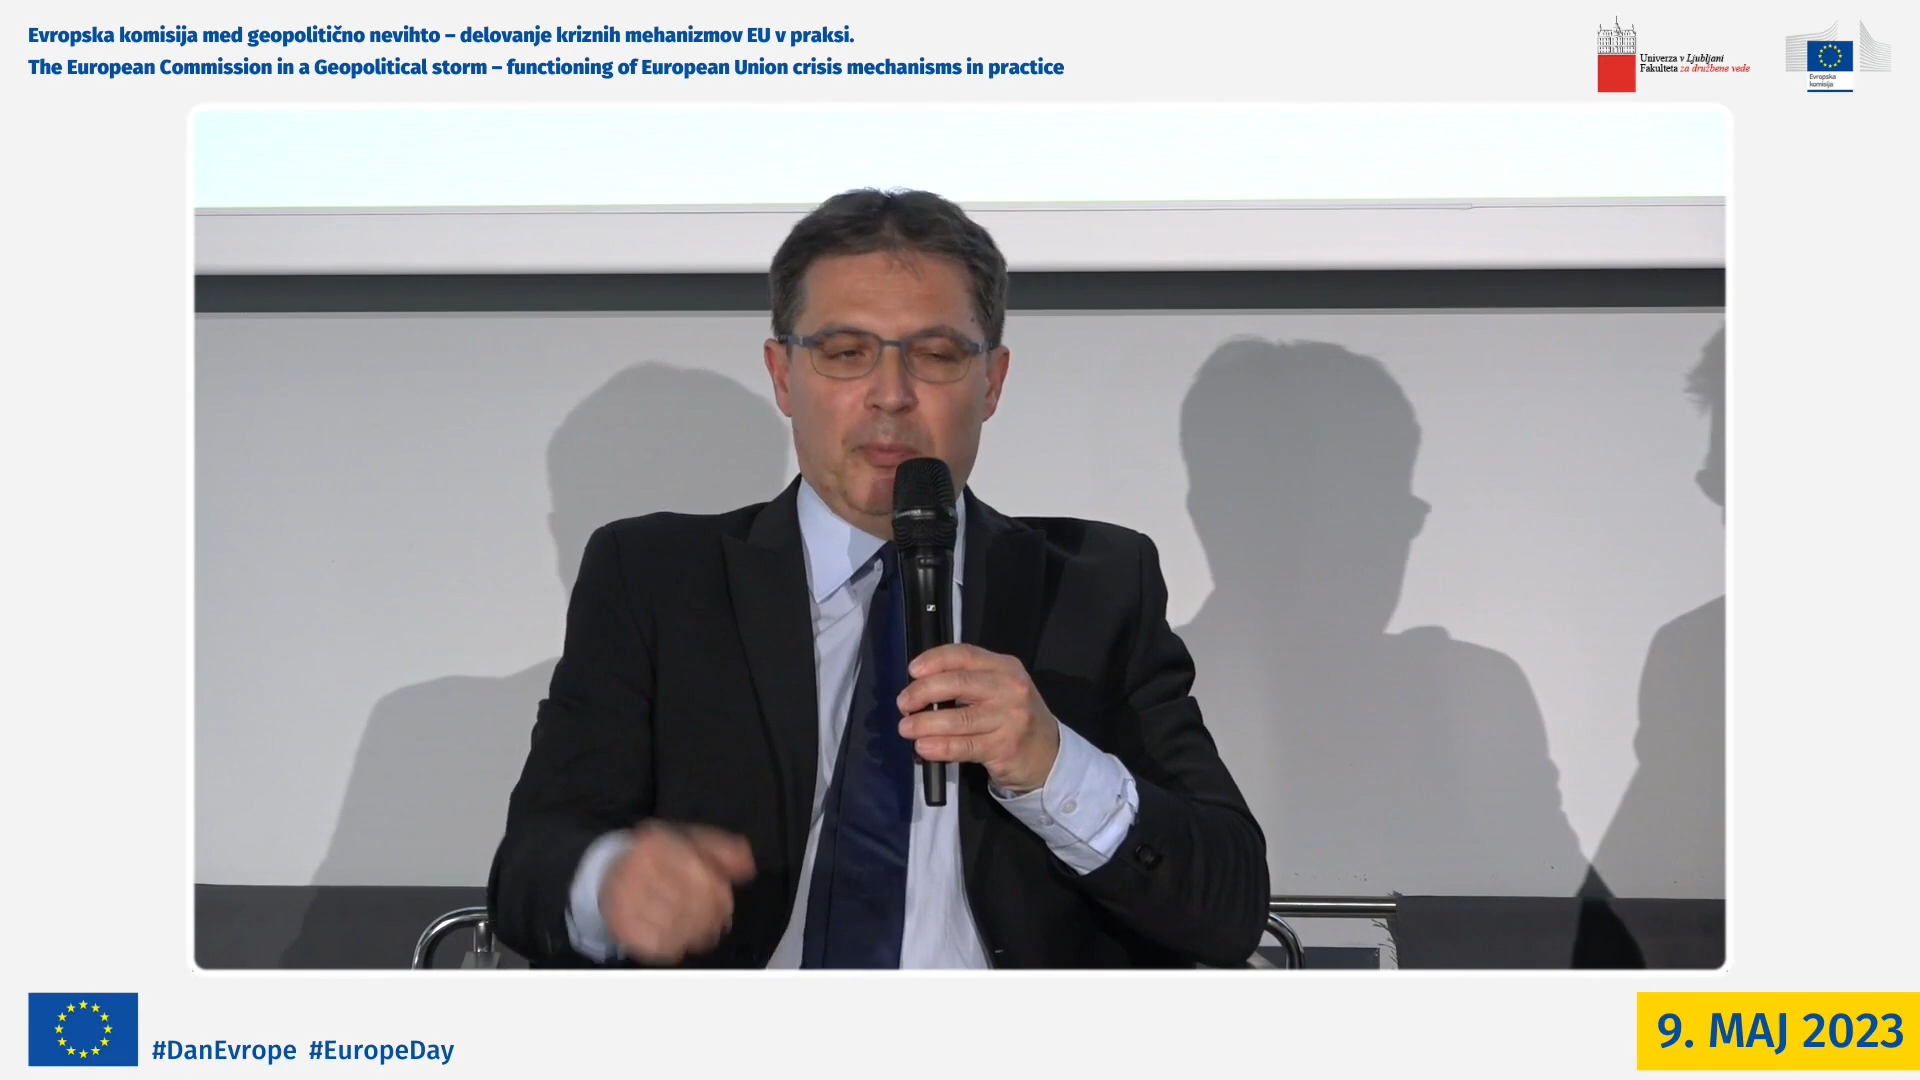 Evropska komisija med geopolitično nevihto – delovanje kriznih mehanizmov EU v praksi.
The European Commission in a Geopolitical storm – functioning of European Union crisis mechanisms in practice
Univerza v Ljubljani
Fakulteta za družbene vede
Evropska
komisija
#DanEvrope #EuropeDay
9. MAJ 2023